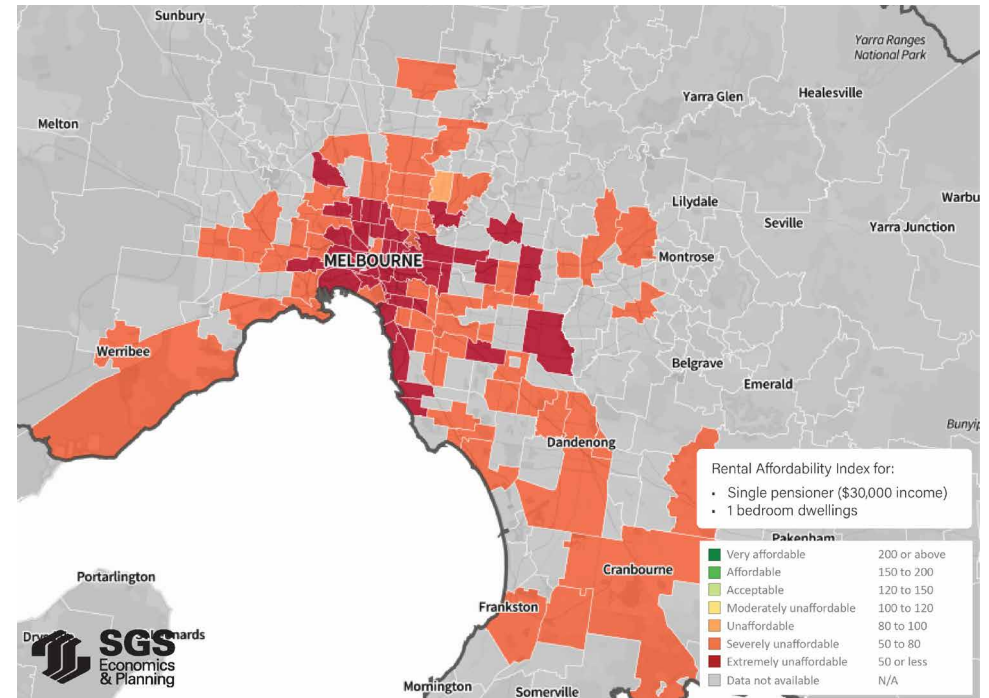 Sunbury
Yarra Ranges
National Park
Yarra Glen
Healesville
Melton
Lilydale
Warbu
Seville
Yarra Junction
Montrose
MELBOURNE
Werribee
Belgrave
Emerald
Bunyip
Dandenong
Rental Affordability Index for:
• Single pensioner ($30,000 income)
• 1 bedroom dwellings
Pakenham
Very affordable 200 or above
Affordable 150 to 200
Acceptable 120 to 150
Moderately unaffordable 100 to 120
Unaffordable 80 to 100
Severely unaffordable 50 to 80
Extremely unaffordable 50 or less
Data not available N/A
Cranbourne
Portarlington
Frankston
SGS
Economics
& Planning
Mornington
Somerville